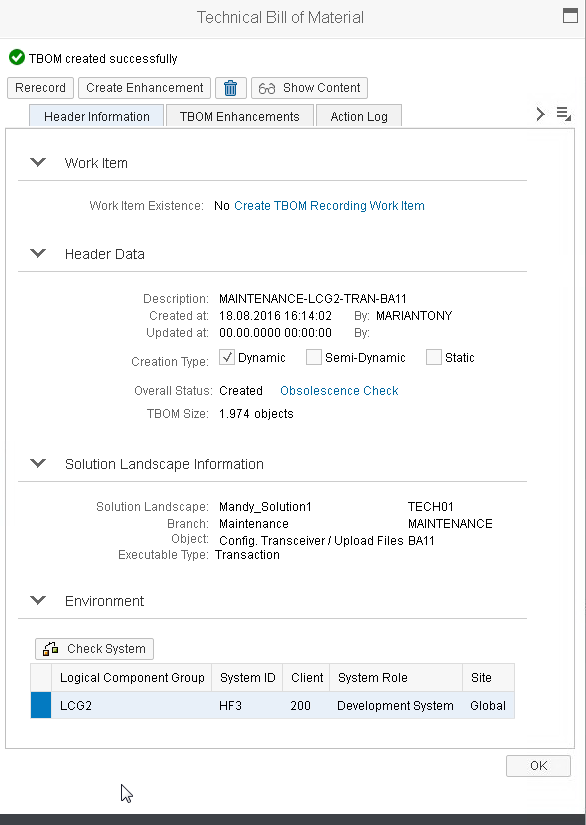 Technical Bill of Material
TBOM created successfully
Rerecord Create Enhancement Show Content
Header Information TBOM Enhancements Action Log
Work Item
Work Item Existence: No Create TBOM Recording Work Item
Header Data
Description: MAINTENANCE-LCG2-TRAN-BA11
Created at: 18.08.2016 16:14:02 By: MARIANTONY
Updated at: 00.00.0000 00:00:00 By:
Creation Type: Dynamic Semi-Dynamic Static
Overall Status: Created Obsolescence Check
TBOM Size: 1.974 objects
Solution Landscape Information
Solution Landscape: Mandy_Solution1 TECH01
Branch: Maintenance MAINTENANCE
Object: Config. Transceiver / Upload Files BA11
Executable Type: Transaction
Environment
Check System
Logical Component Group System ID Client System Role Site
LCG2 HF3 200 Development System Global
OK